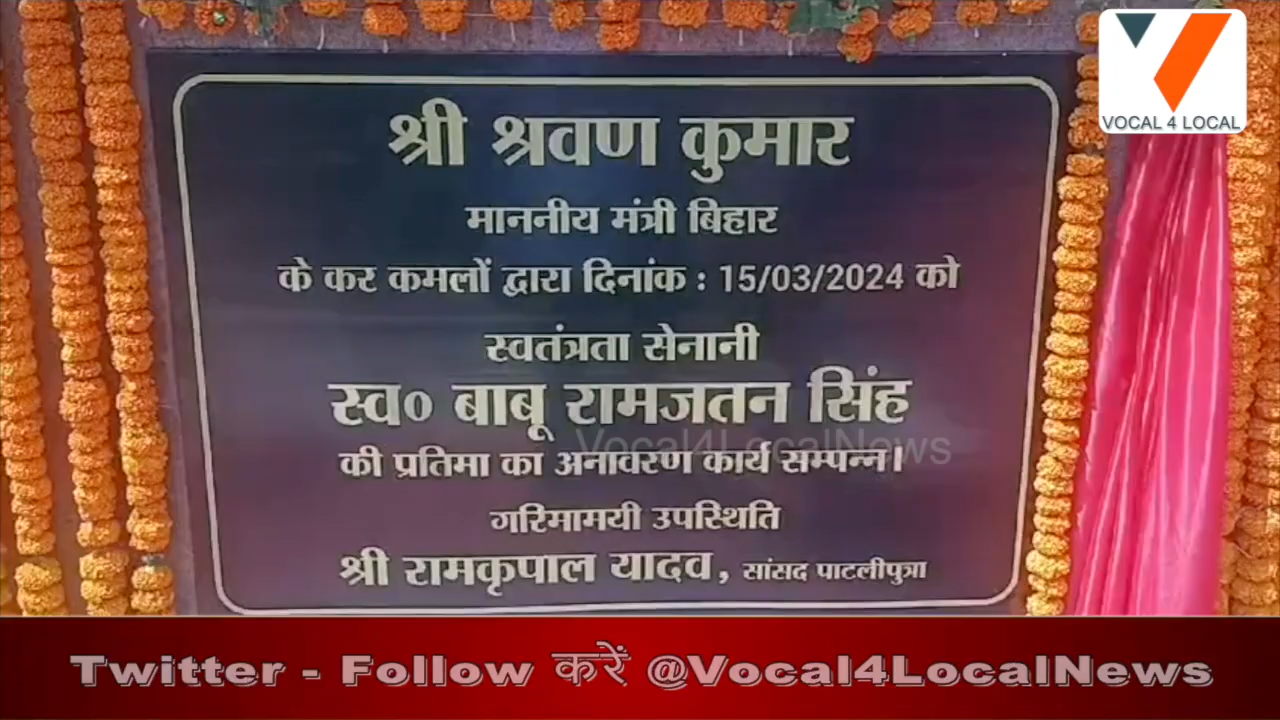 VOCAL 4 LOCAL
श्री श्रवण कुमार
माननीय मंत्री बिहार
के कर कमलों द्वारा दिनांक : 15/03/2024 को
स्वतंत्रता सेनानी
स्व० बाबू रामजतन सिंह
Vocal4LocalNews
की प्रतिमा का अनावरण कार्य सम्पन्न।
गरिमामयी उपस्थिति
श्री रामकृपाल यादव, सांसद पाटलीपुत्रा
Twitter - Follow करें @Vocal4LocalNews